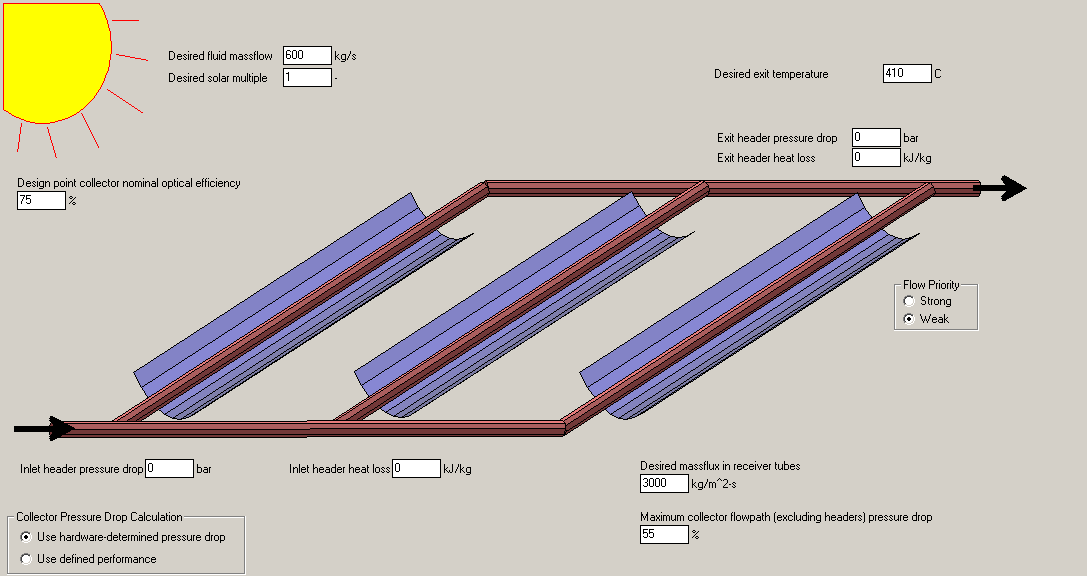 Desired fluid massflow 600 kg/s
Desired solar multiple 1 -
Desired exit temperature 410 C
Exit header pressure drop 0 bar
Exit header heat loss 0 kJ/kg
Design point collector nominal optical efficiency
75 %
Flow Priority
Strong
Weak
Inlet header pressure drop 0 bar
Inlet header heat loss 0 kJ/kg
Desired massflux in receiver tubes
3000 kg/m^2-s
Collector Pressure Drop Calculation
Use hardware-determined pressure drop
Use defined performance
Maximum collector flowpath (excluding headers) pressure drop
55 %